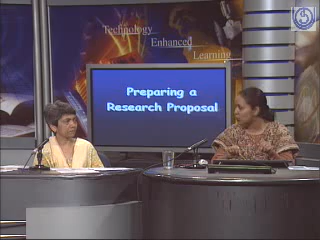 Technology
Enhanced
Learning
Preparing a
Research Proposal